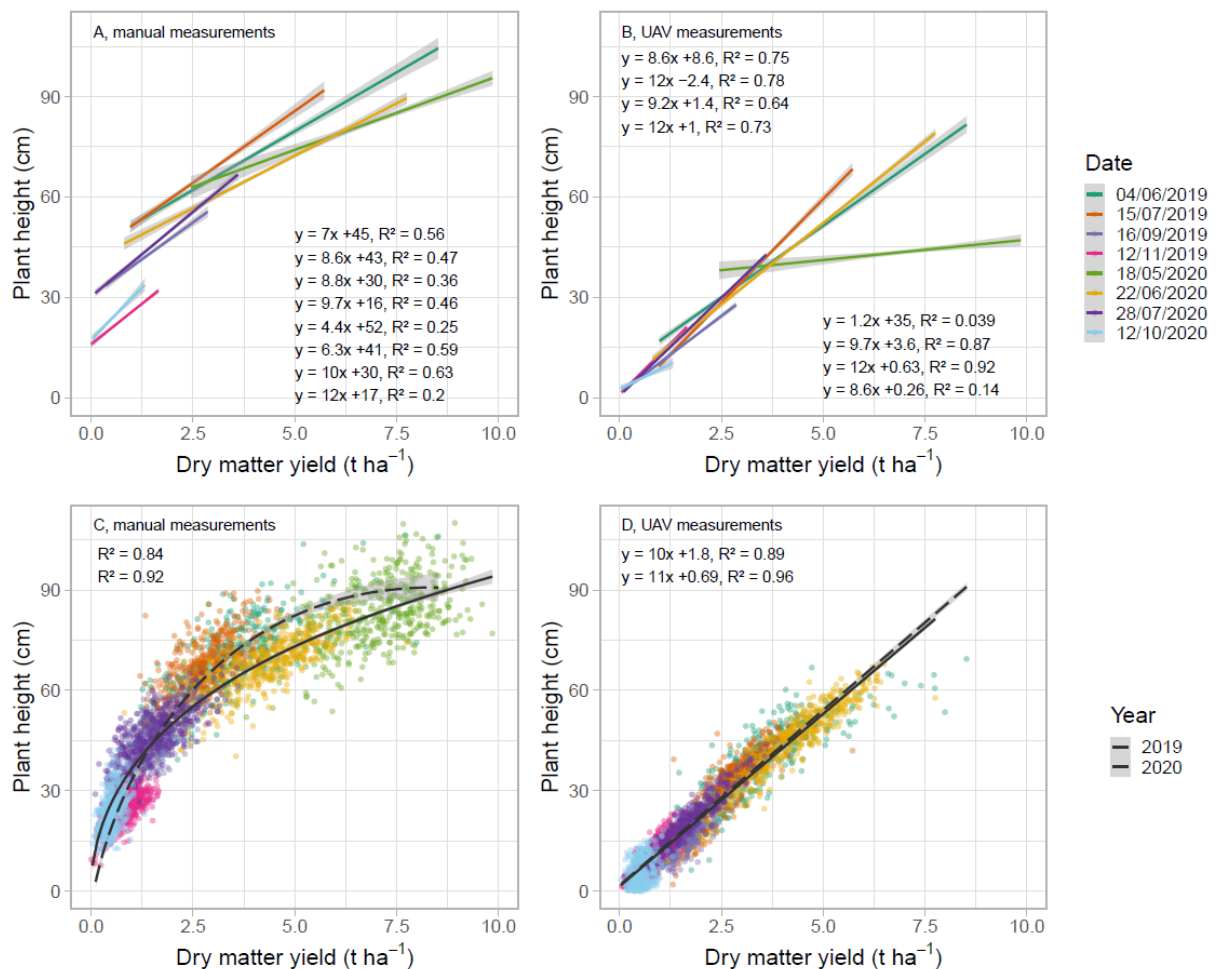 A, manual measurements
y = 7x +45, R² = 0.56
y = 8.6x +43, R² = 0.47
y = 8.8x +30, R² = 0.36
y = 9.7x +16, R² = 0.46
y = 4.4x +52, R² = 0.25
y = 6.3x +41, R² = 0.59
y = 10x +30, R² = 0.63
y = 12x +17, R² = 0.2
90
60
30
0
Plant height (cm)
0.0 2.5 5.0 7.5 10.0
Dry matter yield (t ha⁻¹)
B, UAV measurements
y = 8.6x +8.6, R² = 0.75
y = 12x −2.4, R² = 0.78
y = 9.2x +1.4, R² = 0.64
y = 12x +1, R² = 0.73
y = 1.2x +35, R² = 0.039
y = 9.7x +3.6, R² = 0.87
y = 12x +0.63, R² = 0.92
y = 8.6x +0.26, R² = 0.14
90
60
30
0
Plant height (cm)
0.0 2.5 5.0 7.5 10.0
Dry matter yield (t ha⁻¹)
Date
04/06/2019
15/07/2019
16/09/2019
12/11/2019
18/05/2020
22/06/2020
28/07/2020
12/10/2020
C, manual measurements
R² = 0.84
R² = 0.92
90
60
30
0
Plant height (cm)
0.0 2.5 5.0 7.5 10.0
Dry matter yield (t ha⁻¹)
D, UAV measurements
y = 10x +1.8, R² = 0.89
y = 11x +0.69, R² = 0.96
90
60
30
0
Plant height (cm)
0.0 2.5 5.0 7.5 10.0
Dry matter yield (t ha⁻¹)
Year
2019
2020